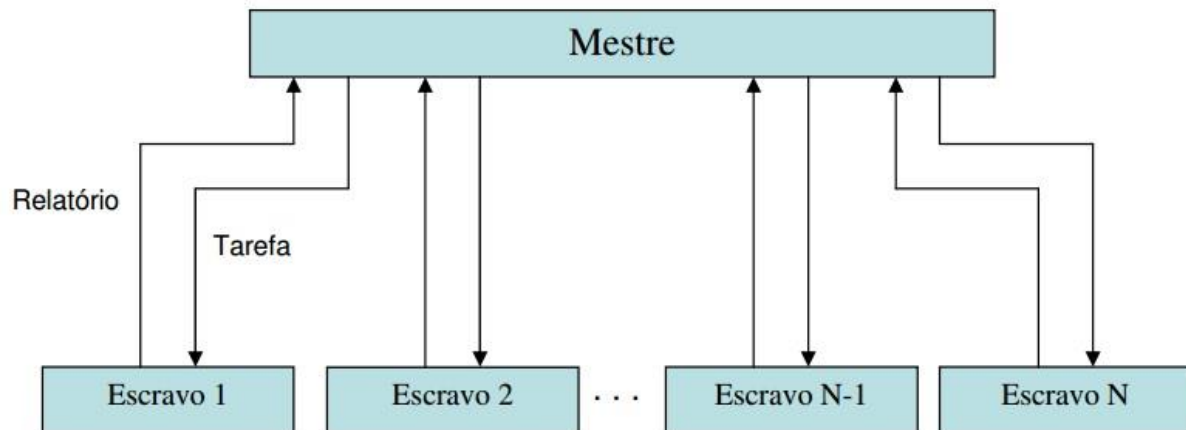 Mestre
Relatório
Tarefa
Escravo 1
Escravo 2
. . .
Escravo N-1
Escravo N